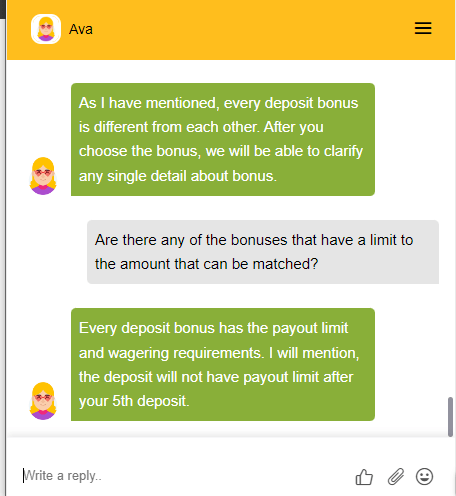 Ava
As I have mentioned, every deposit bonus
is different from each other. After you
choose the bonus, we will be able to clarify
any single detail about bonus.
Are there any of the bonuses that have a limit to
the amount that can be matched?
Every deposit bonus has the payout limit
and wagering requirements. I will mention,
the deposit will not have payout limit after
your 5th deposit.
Write a reply..